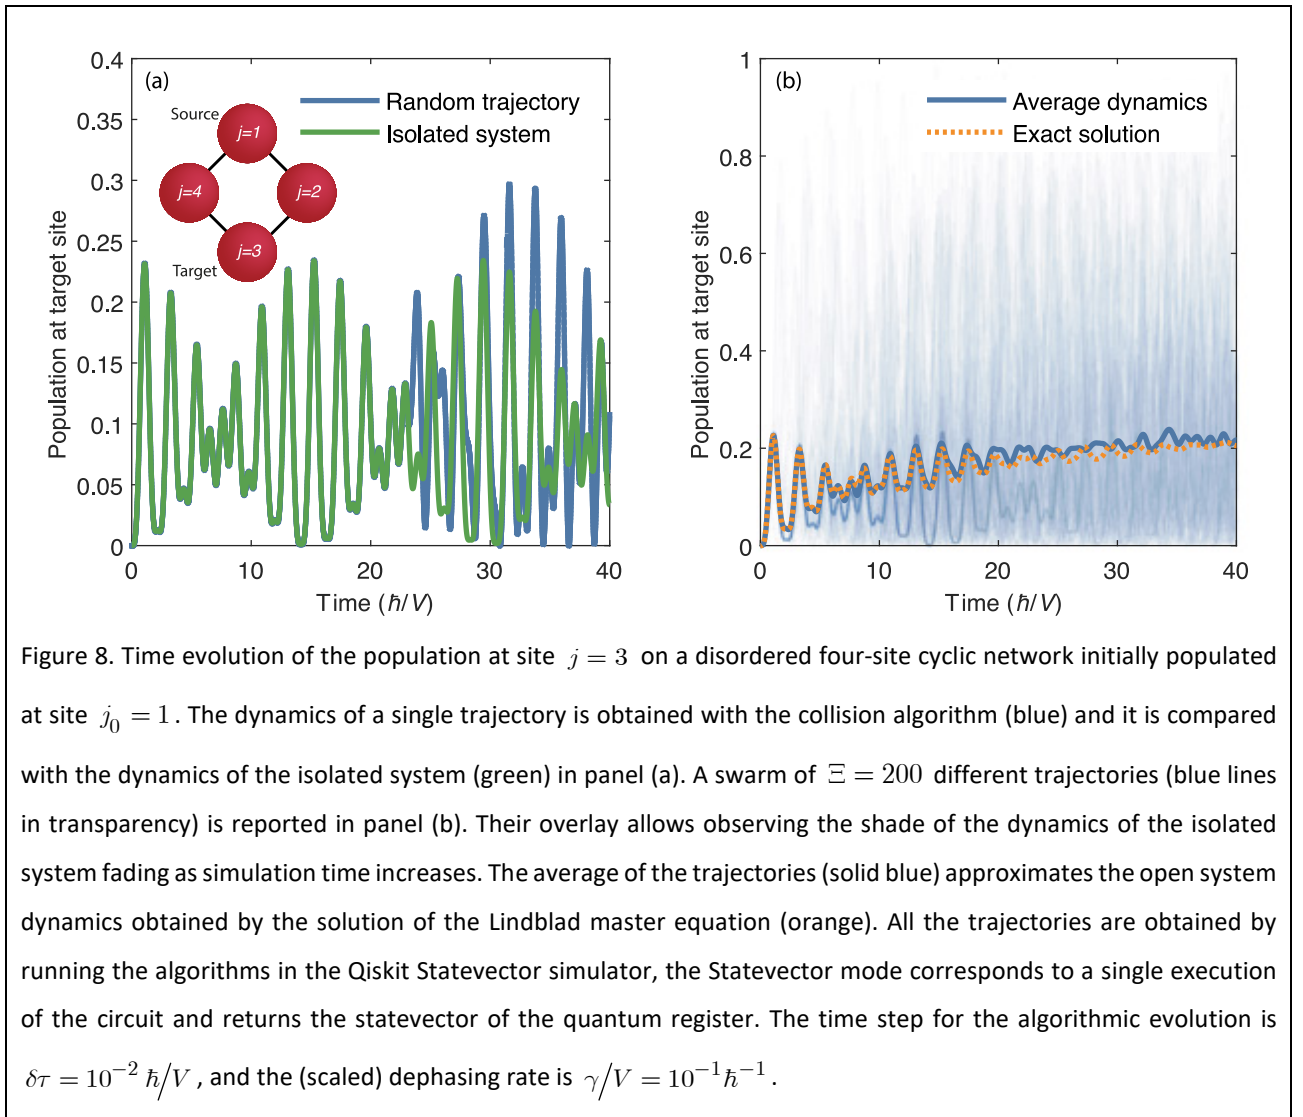 (a)
Random trajectory
Isolated system
Source
j=1
j=4
j=2
j=3
Target
Population at target site
0.4
0.35
0.3
0.25
0.2
0.15
0.1
0.05
0
0 10 20 30 40
Time (ħ/V)
(b)
Average dynamics
Exact solution
Population at target site
1
0.8
0.6
0.4
0.2
0
0 10 20 30 40
Time (ħ/V)
Figure 8. Time evolution of the population at site j = 3 on a disordered four-site cyclic network initially populated
at site j₀ = 1. The dynamics of a single trajectory is obtained with the collision algorithm (blue) and it is compared
with the dynamics of the isolated system (green) in panel (a). A swarm of Ξ = 200 different trajectories (blue lines
in transparency) is reported in panel (b). Their overlay allows observing the shade of the dynamics of the isolated
system fading as simulation time increases. The average of the trajectories (solid blue) approximates the open system
dynamics obtained by the solution of the Lindblad master equation (orange). All the trajectories are obtained by
running the algorithms in the Qiskit Statevector simulator, the Statevector mode corresponds to a single execution
of the circuit and returns the statevector of the quantum register. The time step for the algorithmic evolution is
δτ = 10⁻² ħ/V, and the (scaled) dephasing rate is γ/V = 10⁻¹ħ⁻¹.